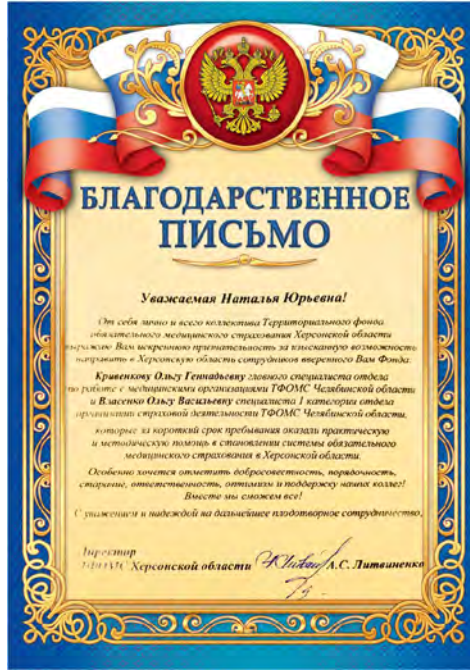 БЛАГОДАРСТВЕННОЕ
ПИСЬМО
Уважаемая Наталья Юрьевна!
От себя лично и всего коллектива Территориального фонда
обязательного медицинского страхования Херсонской области
выражаю Вам искреннюю признательность за изысканную возможность
направить в Херсонскую область сотрудников вверенного Вам Фонда:
Кривенкову Ольгу Геннадьевну главного специалиста отдела
по работе с медицинскими организациями ТФОМС Челябинской области
и Власенко Ольгу Васильевну специалиста 1 категории отдела
организации страховой деятельности ТФОМС Челябинской области,
которые за короткий срок пребывания оказали практическую
и методическую помощь в становлении системы обязательного
медицинского страхования в Херсонской области.
Особенно хочется отметить добросовестность, порядочность,
старание, ответственность, оптимизм и поддержку наших коллег!
Вместе мы сможем все!
С уважением и надеждой на дальнейшее плодотворное сотрудничество,
Директор
ТФОМС Херсонской области А.С. Литвиненко